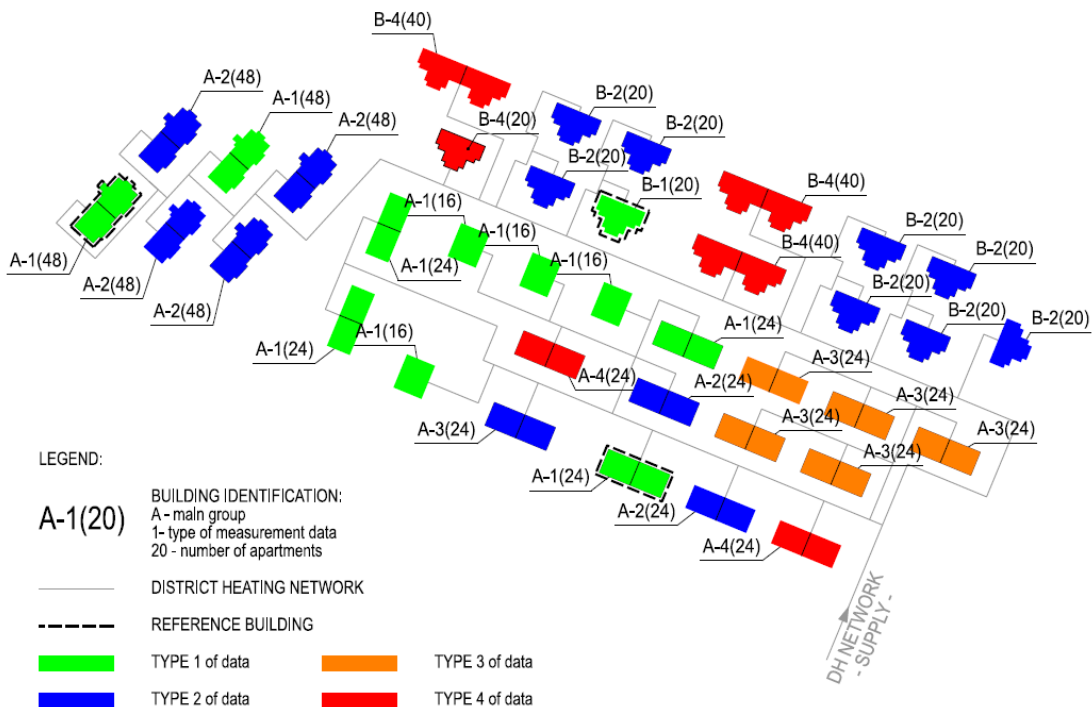 B-4(40)
A-2(48)
A-1(48)
A-2(48)
B-4(20)
B-2(20)
B-2(20)
B-2(20)
B-1(20)
A-1(48)
A-2(48)
A-2(48)
A-1(16)
A-1(16)
A-1(16)
A-1(24)
B-4(40)
B-4(40)
B-2(20)
B-2(20)
B-2(20)
B-2(20)
B-2(20)
A-1(24)
A-1(16)
A-1(24)
A-4(24)
A-2(24)
A-3(24)
A-3(24)
A-3(24)
A-3(24)
A-3(24)
A-3(24)
A-1(24)
A-2(24)
A-4(24)
LEGEND:
A-1(20)
BUILDING IDENTIFICATION:
A - main group
1- type of measurement data
20 - number of apartments
DISTRICT HEATING NETWORK
REFERENCE BUILDING
TYPE 1 of data
TYPE 3 of data
TYPE 2 of data
TYPE 4 of data
DH NETWORK
- SUPPLY -